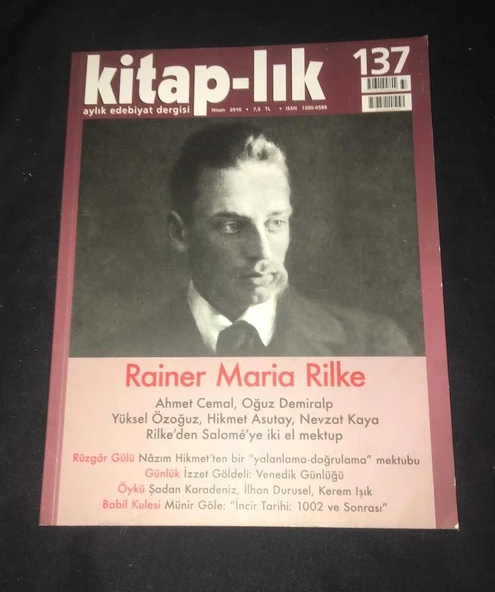 kitap-lık
137
aylık edebiyat dergisi
Nisan 2010 • 7,5 TL • ISSN 1300-0586
Rainer Maria Rilke
Ahmet Cemal, Oğuz Demiralp
Yüksel Özoğuz, Hikmet Asutay, Nevzat Kaya
Rilke'den Salomé'ye iki el mektup
Rüzgâr Gülü Nâzım Hikmet'ten bir "yalanlama-doğrulama" mektubu
Günlük İzzet Göldeli: Venedik Günlüğü
Öykü Şadan Karadeniz, İlhan Durusel, Kerem Işık
Babil Kulesi Münir Göle: "İncir Tarihi: 1002 ve Sonrası"